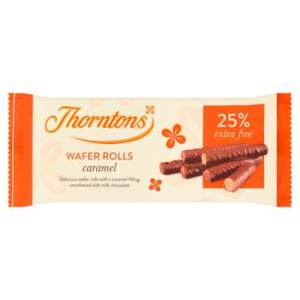 Thorntons
WAFER ROLLS
caramel
Delicious wafer rolls with a caramel filling,
smothered with milk chocolate
25%
extra free